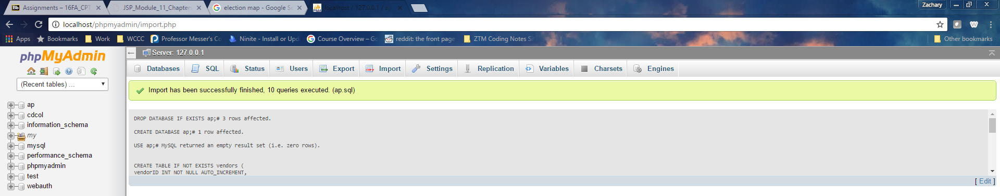 Assignments – 16FA_CPT
JSP_Module_11_Chapters
election map - Google Se
localhost / 127.0.0.1 / a
Zachary
localhost/phpmyadmin/import.php
Apps
Bookmarks
Work
WCCC
Professor Messer's Co
Ninite - Install or Upd
Course Overview – Go
reddit: the front page
ZTM Coding Notes Si
Other bookmarks
phpMyAdmin
(Recent tables) ...
ap
cdcol
information_schema
my
mysql
performance_schema
phpmyadmin
test
webauth
Server: 127.0.0.1
Databases
SQL
Status
Users
Export
Import
Settings
Replication
Variables
Charsets
Engines
Import has been successfully finished, 10 queries executed. (ap.sql)
DROP DATABASE IF EXISTS ap;# 3 rows affected.
CREATE DATABASE ap;# 1 row affected.
USE ap;# MySQL returned an empty result set (i.e. zero rows).
CREATE TABLE IF NOT EXISTS vendors (
vendorID INT NOT NULL AUTO_INCREMENT,
[ Edit ]